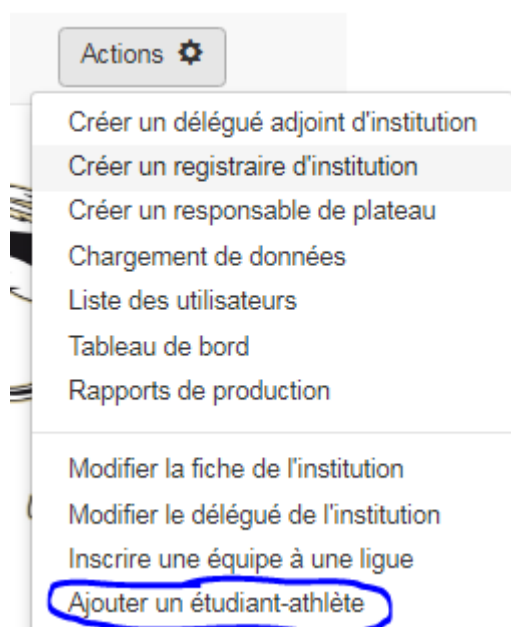 Actions
Créer un délégué adjoint d'institution
Créer un registraire d'institution
Créer un responsable de plateau
Chargement de données
Liste des utilisateurs
Tableau de bord
Rapports de production
Modifier la fiche de l'institution
Modifier le délégué de l'institution
Inscrire une équipe à une ligue
Ajouter un étudiant-athlète